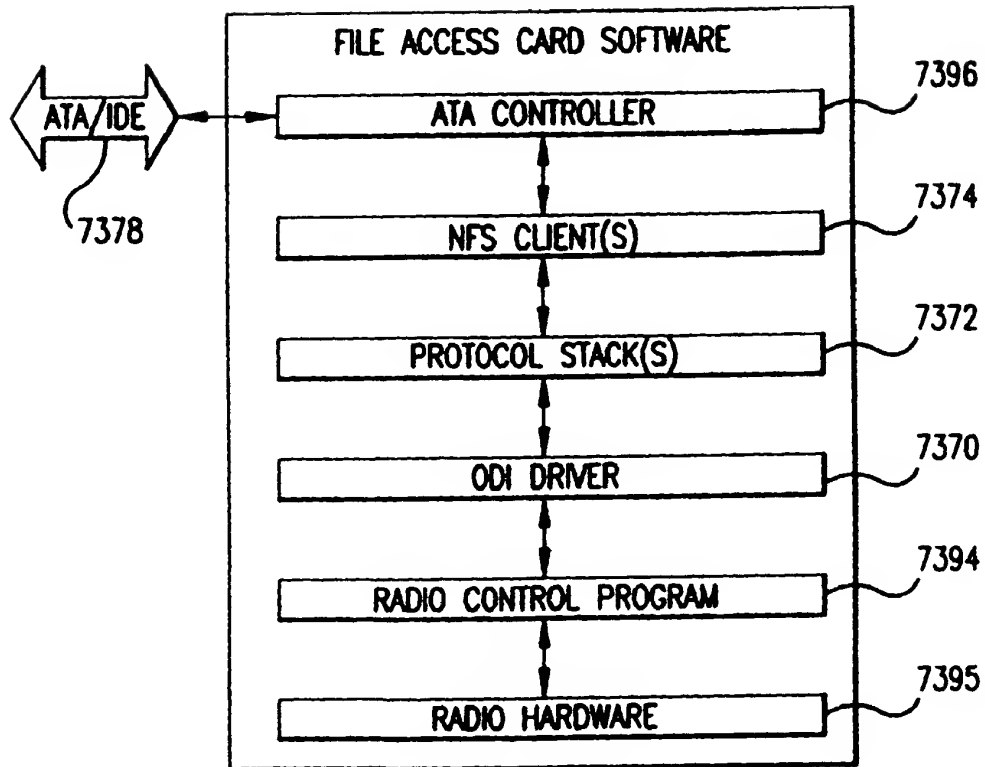 FILE ACCESS CARD SOFTWARE
7396
ATA/IDE
ATA CONTROLLER
7378
7374
NFS CLIENT(S)
7372
PROTOCOL STACK(S)
7370
ODI DRIVER
7394
RADIO CONTROL PROGRAM
7395
RADIO HARDWARE